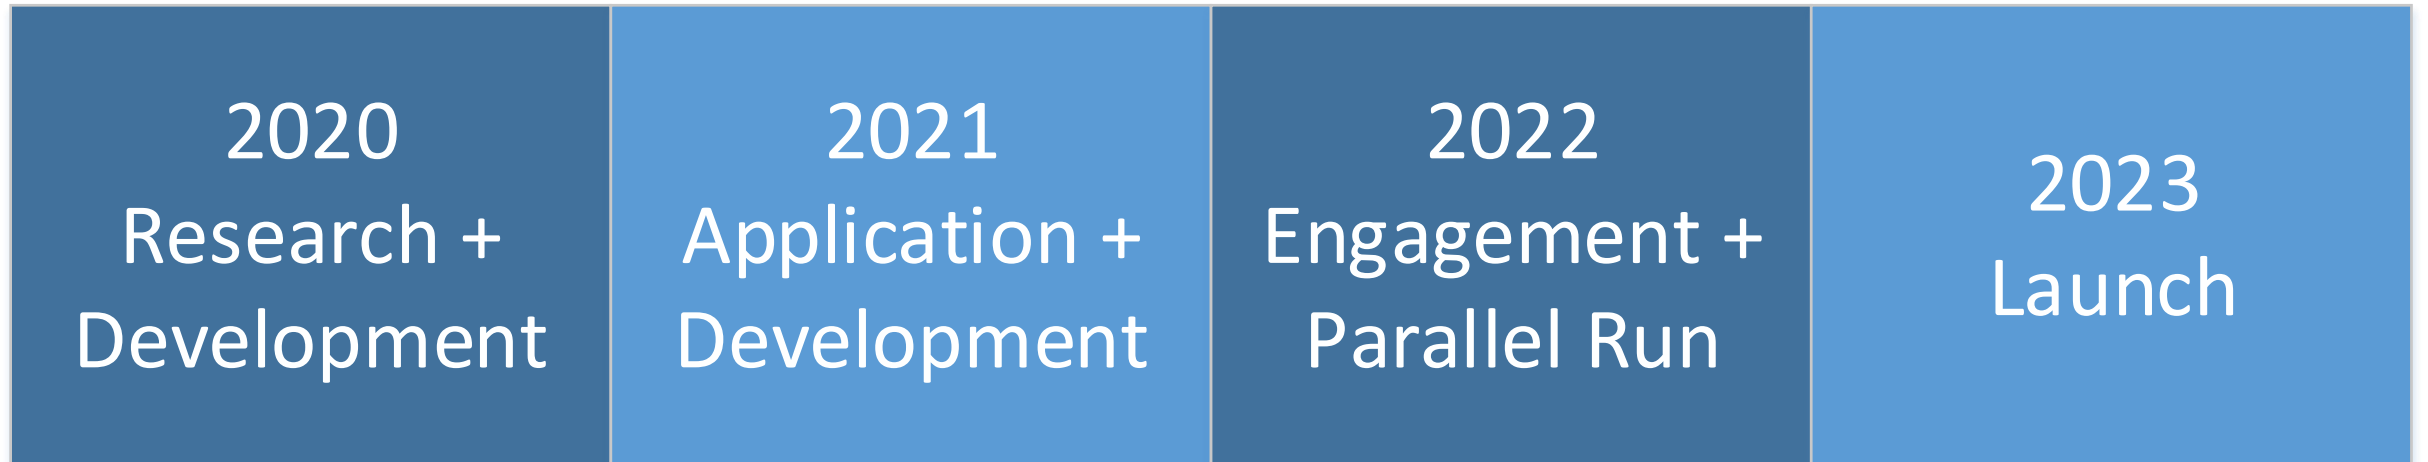 2020
Research +
Development
2021
Application +
Development
2022
Engagement +
Parallel Run
2023
Launch